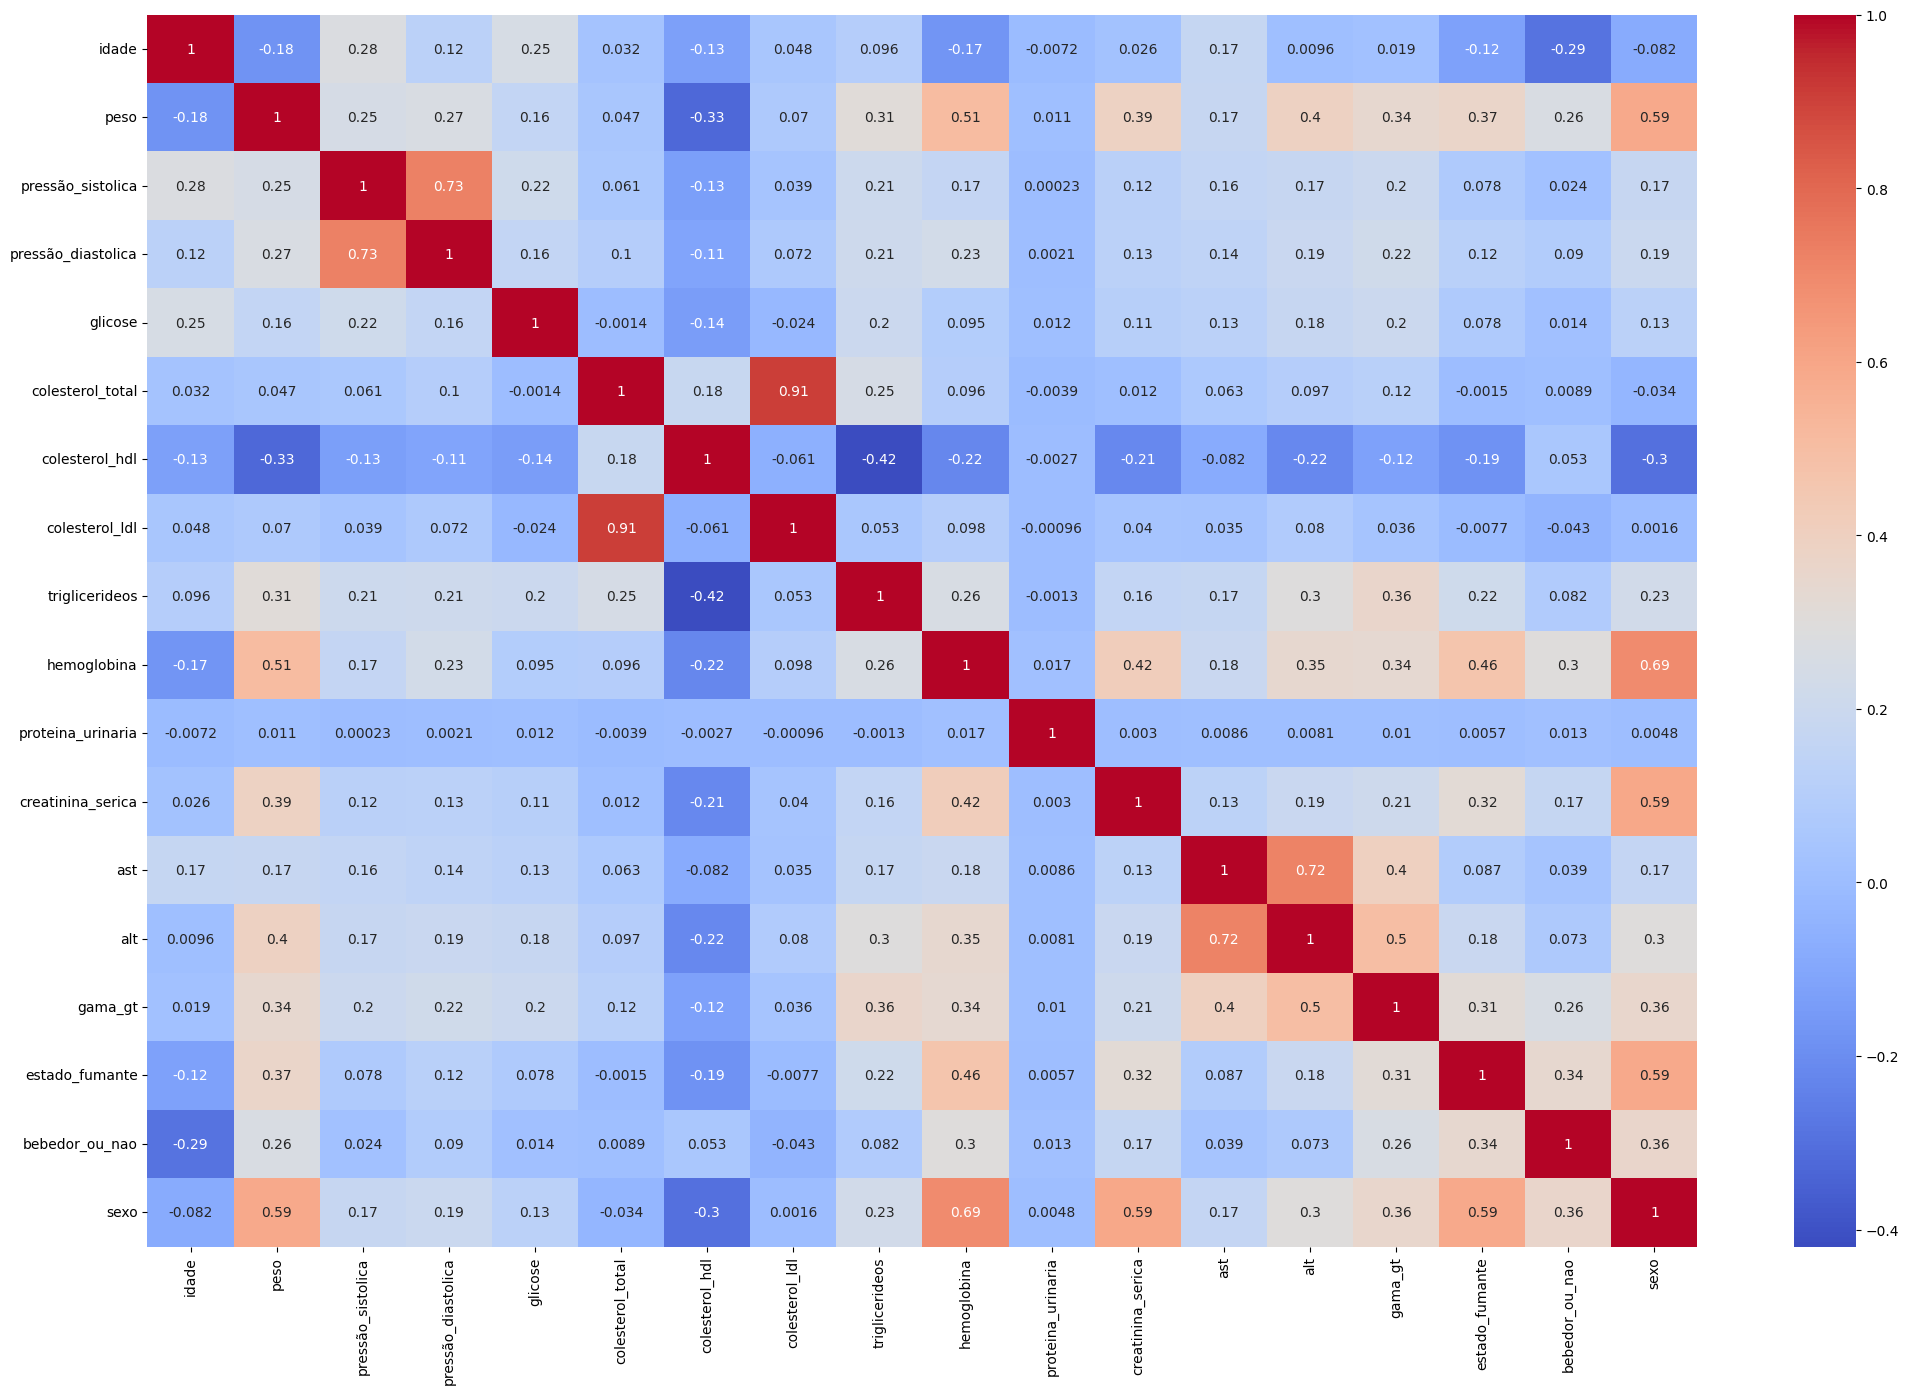 idade 1 -0.18 0.28 0.12 0.25 0.032 -0.13 0.048 0.096 -0.17 -0.0072 0.026 0.17 0.0096 0.019 -0.12 -0.29 -0.082
peso -0.18 1 0.25 0.27 0.16 0.047 -0.33 0.07 0.31 0.51 0.011 0.39 0.17 0.4 0.34 0.37 0.26 0.59
pressão_sistolica 0.28 0.25 1 0.73 0.22 0.061 -0.13 0.039 0.21 0.17 0.00023 0.12 0.16 0.17 0.2 0.078 0.024 0.17
pressão_diastolica 0.12 0.27 0.73 1 0.16 0.1 -0.11 0.072 0.21 0.23 0.0021 0.13 0.14 0.19 0.22 0.12 0.09 0.19
glicose 0.25 0.16 0.22 0.16 1 -0.0014 -0.14 -0.024 0.2 0.095 0.012 0.11 0.13 0.18 0.2 0.078 0.014 0.13
colesterol_total 0.032 0.047 0.061 0.1 -0.0014 1 0.18 0.91 0.25 0.096 -0.0039 0.012 0.063 0.097 0.12 -0.0015 0.0089 -0.034
colesterol_hdl -0.13 -0.33 -0.13 -0.11 -0.14 0.18 1 -0.061 -0.42 -0.22 -0.0027 -0.21 -0.082 -0.22 -0.12 -0.19 0.053 -0.3
colesterol_ldl 0.048 0.07 0.039 0.072 -0.024 0.91 -0.061 1 0.053 0.098 -0.00096 0.04 0.035 0.08 0.036 -0.0077 -0.043 0.0016
triglicerideos 0.096 0.31 0.21 0.21 0.2 0.25 -0.42 0.053 1 0.26 -0.0013 0.16 0.17 0.3 0.36 0.22 0.082 0.23
hemoglobina -0.17 0.51 0.17 0.23 0.095 0.096 -0.22 0.098 0.26 1 0.017 0.42 0.18 0.35 0.34 0.46 0.3 0.69
proteina_urinaria -0.0072 0.011 0.00023 0.0021 0.012 -0.0039 -0.0027 -0.00096 -0.0013 0.017 1 0.003 0.0086 0.0081 0.01 0.0057 0.013 0.0048
creatinina_serica 0.026 0.39 0.12 0.13 0.11 0.012 -0.21 0.04 0.16 0.42 0.003 1 0.13 0.19 0.21 0.32 0.17 0.59
ast 0.17 0.17 0.16 0.14 0.13 0.063 -0.082 0.035 0.17 0.18 0.0086 0.13 1 0.72 0.4 0.087 0.039 0.17
alt 0.0096 0.4 0.17 0.19 0.18 0.097 -0.22 0.08 0.3 0.35 0.0081 0.19 0.72 1 0.5 0.18 0.073 0.3
gama_gt 0.019 0.34 0.2 0.22 0.2 0.12 -0.12 0.036 0.36 0.34 0.01 0.21 0.4 0.5 1 0.31 0.26 0.36
estado_fumante -0.12 0.37 0.078 0.12 0.078 -0.0015 -0.19 -0.0077 0.22 0.46 0.0057 0.32 0.087 0.18 0.31 1 0.34 0.59
bebedor_ou_nao -0.29 0.26 0.024 0.09 0.014 0.0089 0.053 -0.043 0.082 0.3 0.013 0.17 0.039 0.073 0.26 0.34 1 0.36
sexo -0.082 0.59 0.17 0.19 0.13 -0.034 -0.3 0.0016 0.23 0.69 0.0048 0.59 0.17 0.3 0.36 0.59 0.36 1
idade
peso
pressão_sistolica
pressão_diastolica
glicose
colesterol_total
colesterol_hdl
colesterol_ldl
triglicerideos
hemoglobina
proteina_urinaria
creatinina_serica
ast
alt
gama_gt
estado_fumante
bebedor_ou_nao
sexo
1.0
0.8
0.6
0.4
0.2
0.0
−0.2
−0.4